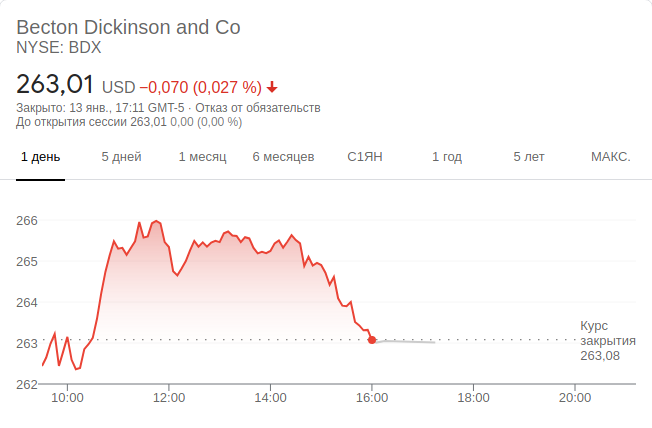 Becton Dickinson and Co
NYSE: BDX
263,01 USD −0,070 (0,027 %)
Закрыто: 13 янв., 17:11 GMT-5 · Отказ от обязательств
До открытия сессии 263,01 0,00 (0,00 %)
1 день 5 дней 1 месяц 6 месяцев С1ЯН 1 год 5 лет МАКС.
266
265
264
263
262
Курс
закрытия
263,08
10:00 12:00 14:00 16:00 18:00 20:00